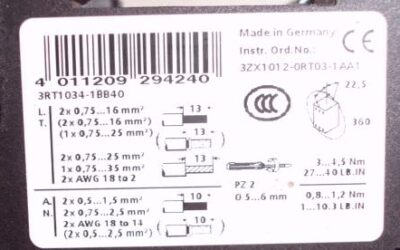 Made in Germany
Instr. Ord. No.:
3ZX1012-0RT03-1AA1
CE
4 011209 294240
3RT1034-1BB40
CCC
22,5
360
L. 2x 0,75...16 mm²
T. (2x 0,75...16 mm²)
(1x 0,75...25 mm²)
13
13
2x 0,75...25 mm²
1x 0,75...35 mm²
2x AWG 18 to 2
13
PZ 2
O 5...6 mm
3...4,5 Nm
27...40 LB.IN
A. 2x 0,5...1,5 mm²
N. 2x 0,75...2,5 mm²
2x AWG 18 to 14
(2x 0,5...2,5 mm²)
10
10
0,8...1,2 Nm
10.3 LB.IN